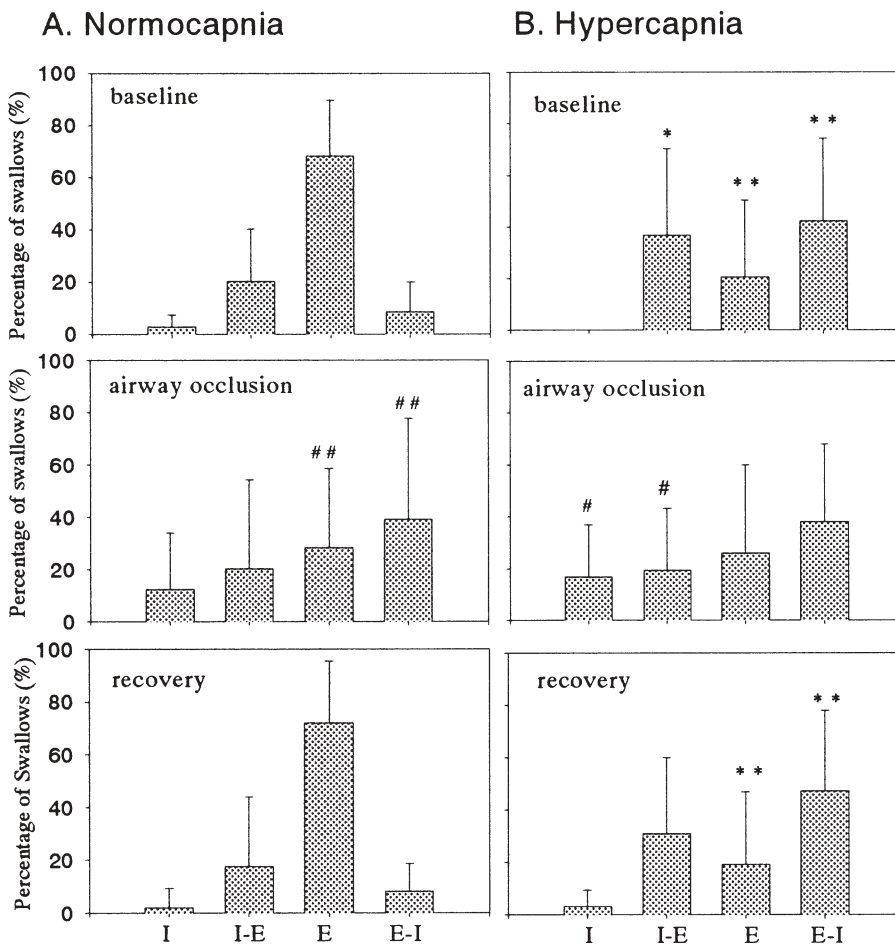 A. Normocapnia
B. Hypercapnia
Percentage of swallows (%)
100
80
60
40
20
0
baseline
baseline
*
* *
* *
Percentage of swallows (%)
100
80
60
40
20
0
airway occlusion
# #
# #
airway occlusion
#
#
Percentage of Swallows (%)
100
80
60
40
20
0
recovery
recovery
* *
* *
I
I-E
E
E-I
I
I-E
E
E-I